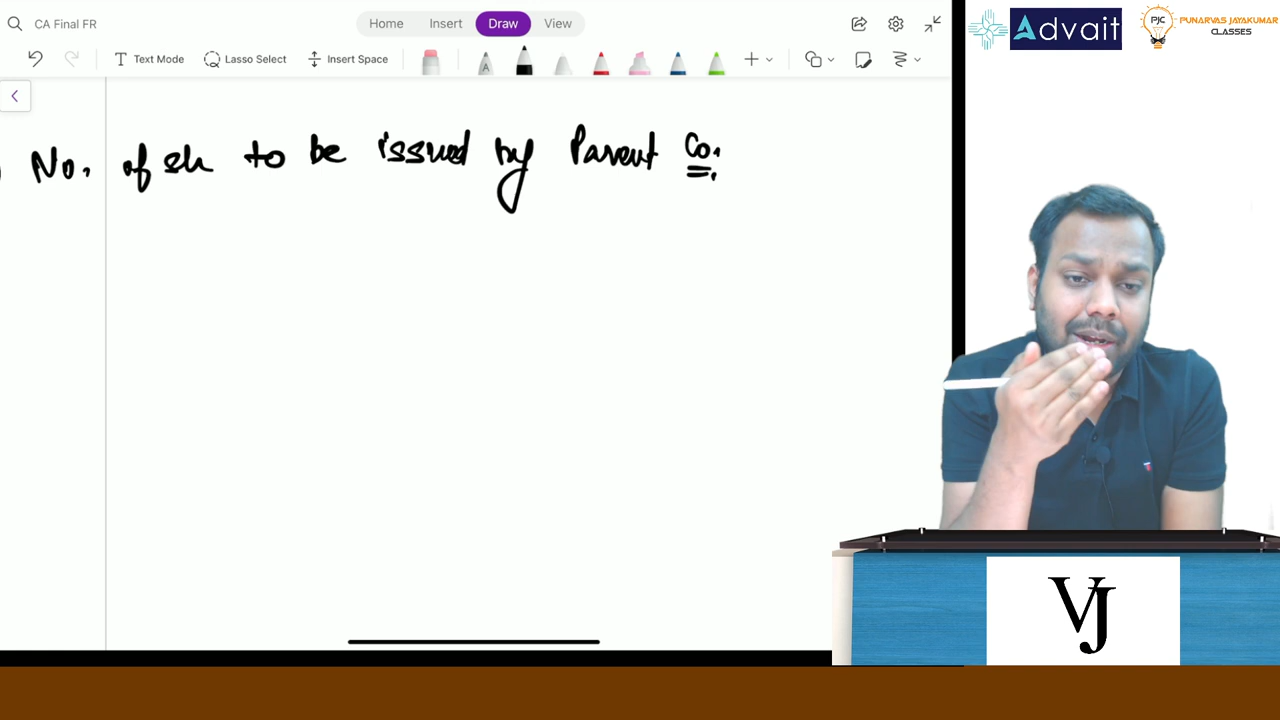 CA Final FR
Home Insert Draw View
Text Mode Lasso Select Insert Space
No. of sh to be issued by Parent Co.
Advait
PJC PUNARVAS JAYAKUMAR
CLASSES
VJ